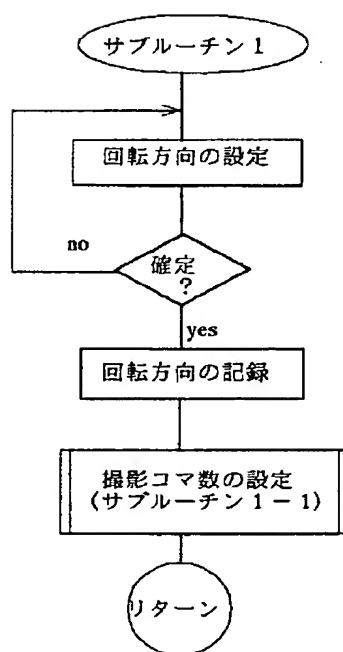 サブルーチン1
回転方向の設定
no
確定
?
yes
回転方向の記録
撮影コマ数の設定
(サブルーチン1-1)
リターン